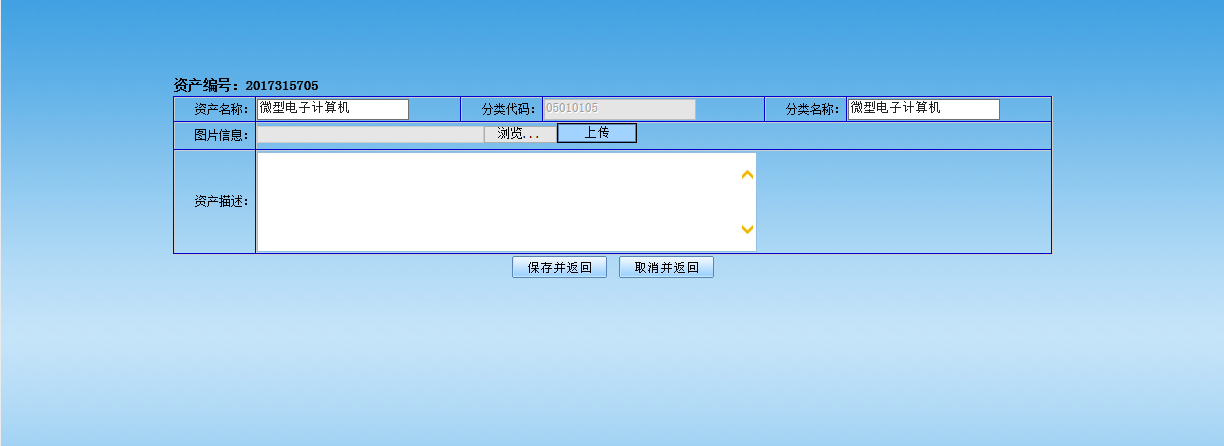 资产编号：2017315705
资产名称： 微型电子计算机 分类代码： 05010105 分类名称： 微型电子计算机
图片信息： 浏览... 上传
资产描述：
保存并返回 取消并返回